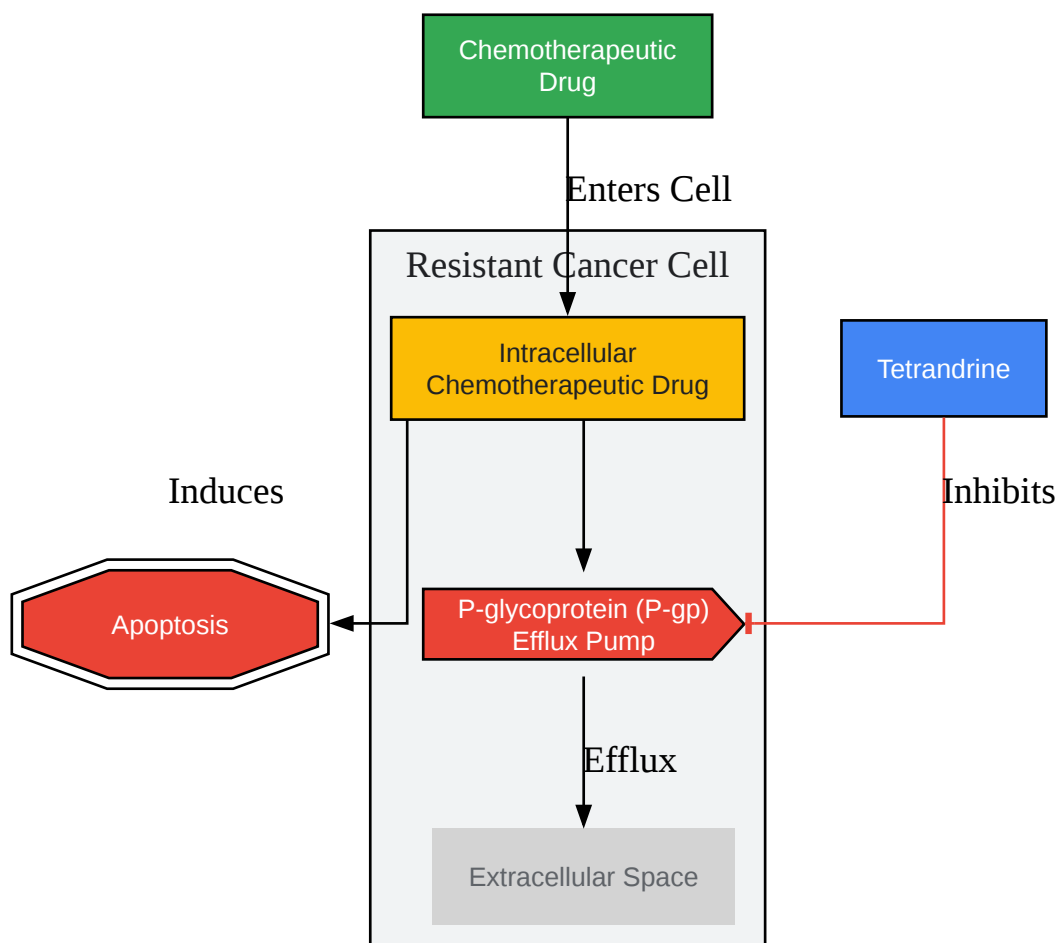 Chemotherapeutic
Drug
Enters Cell
Resistant Cancer Cell
Intracellular
Chemotherapeutic Drug
Tetrandrine
Induces
Inhibits
Apoptosis
P-glycoprotein (P-gp)
Efflux Pump
Efflux
Extracellular Space